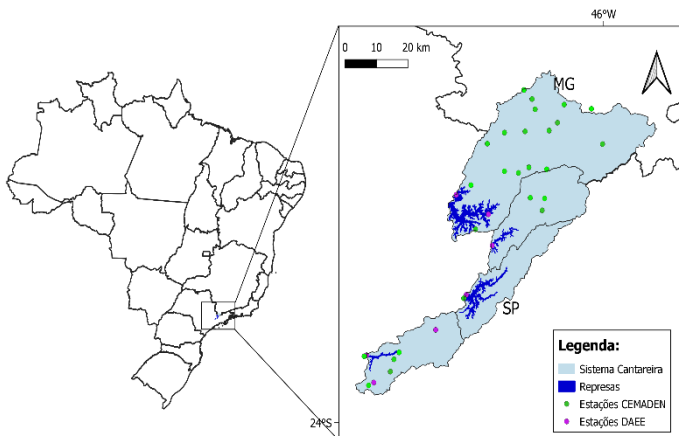 46°
0 10 20 km
MG
SP
Legenda:
Sistema Cantareira
Represas
Estações CEMADEN
Estações DAEE
24°S